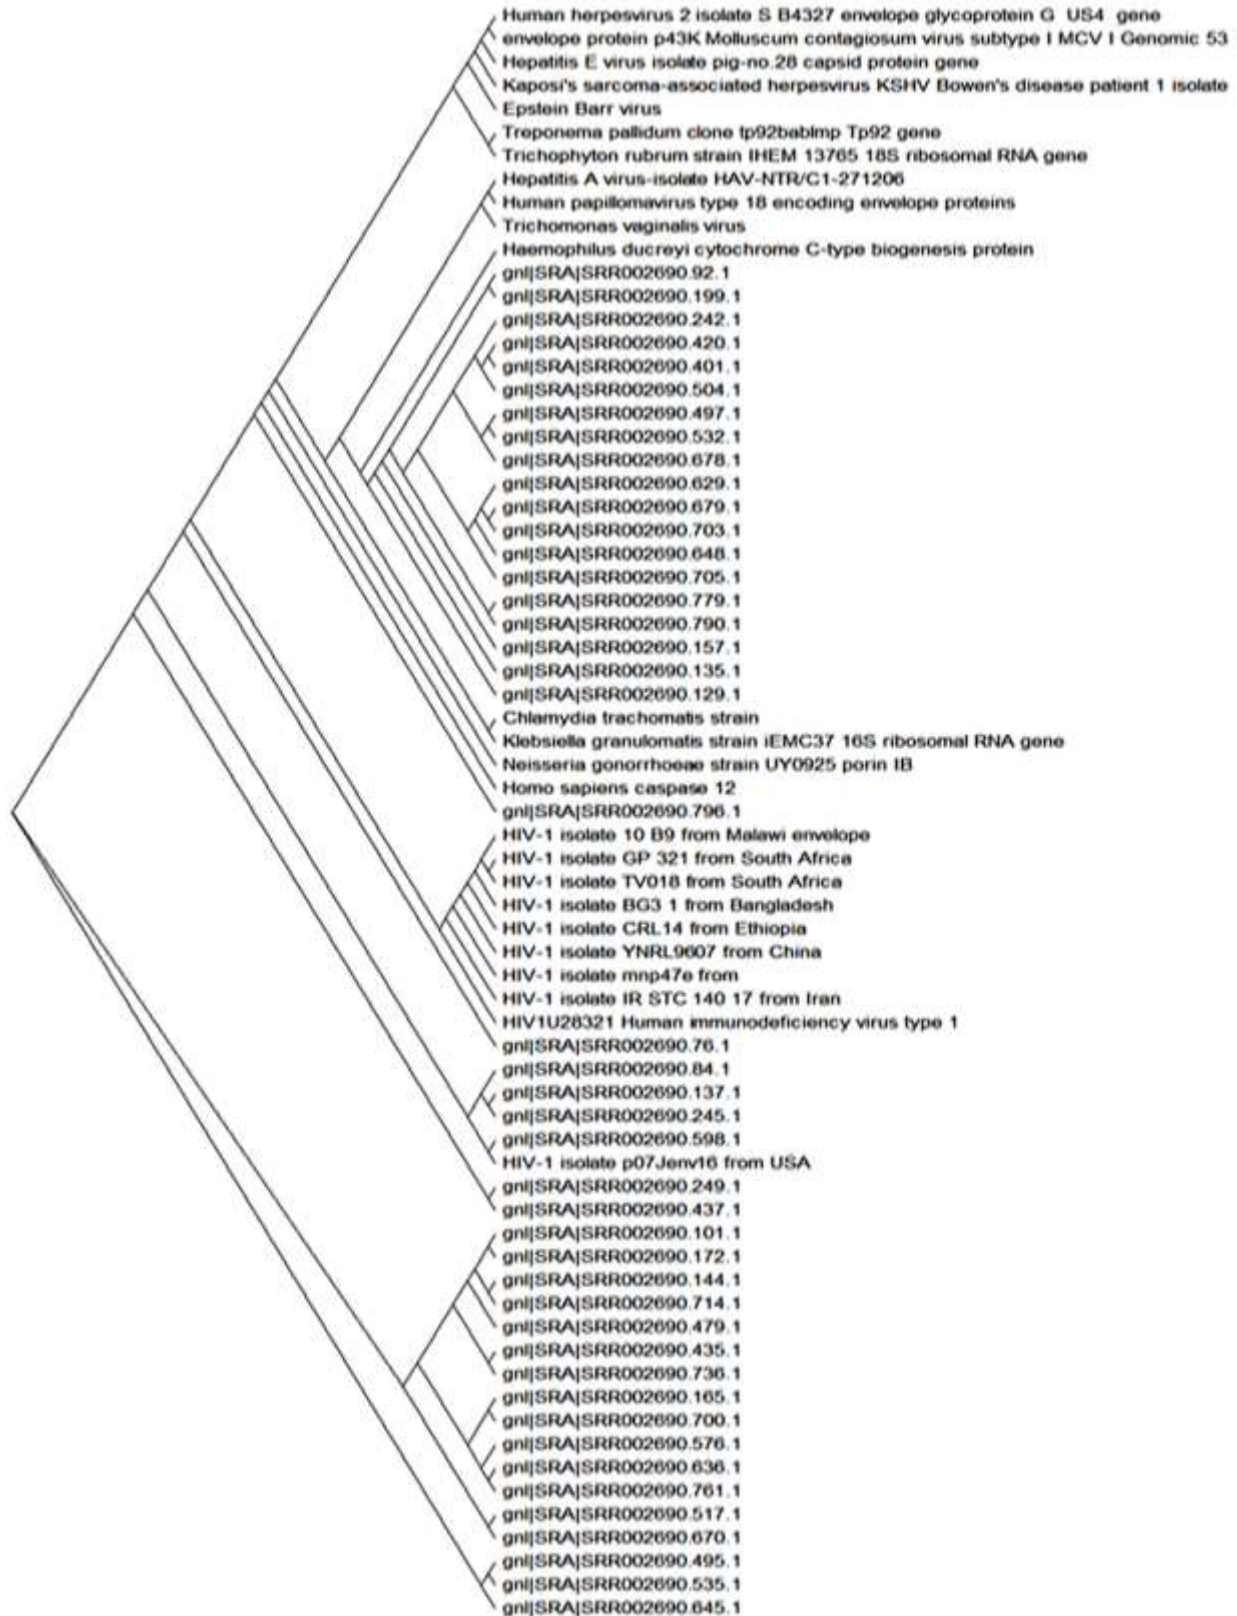 Human herpesvirus 2 isolate S B4327 envelope glycoprotein G US4 gene
envelope protein p43K Molluscum contagiosum virus subtype I MCV I Genomic 53
Hepatitis E virus isolate pig-no.28 capsid protein gene
Kaposi's sarcoma-associated herpesvirus KSHV Bowen's disease patient 1 isolate
Epstein Barr virus
Treponema pallidum clone tp92bablmp Tp92 gene
Trichophyton rubrum strain IHEM 13765 18S ribosomal RNA gene
Hepatitis A virus-isolate HAV-NTR/C1-271206
Human papillomavirus type 18 encoding envelope proteins
Trichomonas vaginalis virus
Haemophilus ducreyi cytochrome C-type biogenesis protein
gnl|SRA|SRR002690.92.1
gnl|SRA|SRR002690.199.1
gnl|SRA|SRR002690.242.1
gnl|SRA|SRR002690.420.1
gnl|SRA|SRR002690.401.1
gnl|SRA|SRR002690.504.1
gnl|SRA|SRR002690.497.1
gnl|SRA|SRR002690.532.1
gnl|SRA|SRR002690.678.1
gnl|SRA|SRR002690.629.1
gnl|SRA|SRR002690.679.1
gnl|SRA|SRR002690.703.1
gnl|SRA|SRR002690.648.1
gnl|SRA|SRR002690.705.1
gnl|SRA|SRR002690.779.1
gnl|SRA|SRR002690.790.1
gnl|SRA|SRR002690.157.1
gnl|SRA|SRR002690.135.1
gnl|SRA|SRR002690.129.1
Chlamydia trachomatis strain
Klebsiella granulomatis strain iEMC37 16S ribosomal RNA gene
Neisseria gonorrhoeae strain UY0925 porin IB
Homo sapiens caspase 12
gnl|SRA|SRR002690.796.1
HIV-1 isolate 10 B9 from Malawi envelope
HIV-1 isolate GP 321 from South Africa
HIV-1 isolate TV018 from South Africa
HIV-1 isolate BG3 1 from Bangladesh
HIV-1 isolate CRL14 from Ethiopia
HIV-1 isolate YNRL9607 from China
HIV-1 isolate mnp47e from
HIV-1 isolate IR STC 140 17 from Iran
HIV1U28321 Human immunodeficiency virus type 1
gnl|SRA|SRR002690.76.1
gnl|SRA|SRR002690.84.1
gnl|SRA|SRR002690.137.1
gnl|SRA|SRR002690.245.1
gnl|SRA|SRR002690.598.1
HIV-1 isolate p07Jenv16 from USA
gnl|SRA|SRR002690.249.1
gnl|SRA|SRR002690.437.1
gnl|SRA|SRR002690.101.1
gnl|SRA|SRR002690.172.1
gnl|SRA|SRR002690.144.1
gnl|SRA|SRR002690.714.1
gnl|SRA|SRR002690.479.1
gnl|SRA|SRR002690.435.1
gnl|SRA|SRR002690.736.1
gnl|SRA|SRR002690.165.1
gnl|SRA|SRR002690.700.1
gnl|SRA|SRR002690.576.1
gnl|SRA|SRR002690.636.1
gnl|SRA|SRR002690.761.1
gnl|SRA|SRR002690.517.1
gnl|SRA|SRR002690.670.1
gnl|SRA|SRR002690.495.1
gnl|SRA|SRR002690.535.1
gnl|SRA|SRR002690.645.1